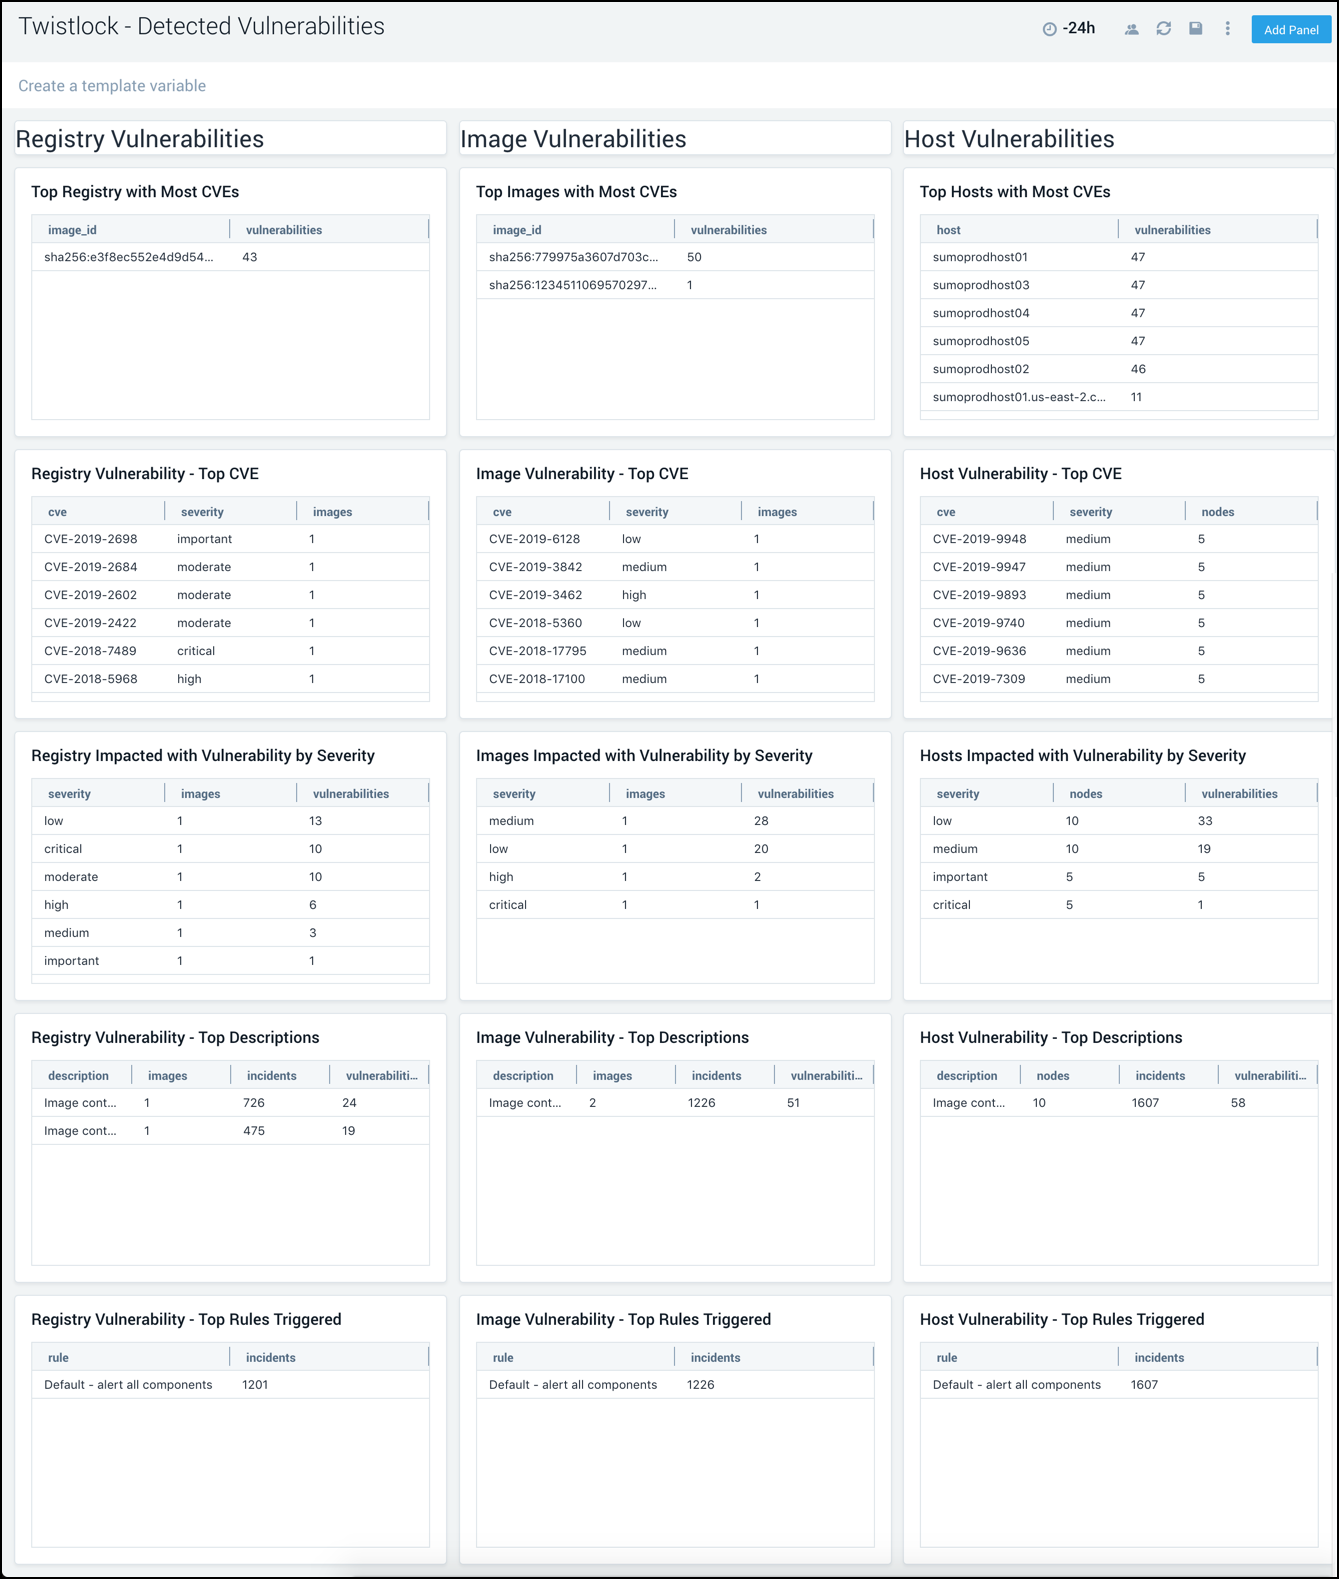 Twistlock - Detected Vulnerabilities
-24h
Add Panel
Create a template variable
Registry Vulnerabilities
Image Vulnerabilities
Host Vulnerabilities
Top Registry with Most CVEs
image_id vulnerabilities
sha256:e3f8ec552e4d9d54... 43
Top Images with Most CVEs
image_id vulnerabilities
sha256:779975a3607d703c... 50
sha256:1234511069570297... 1
Top Hosts with Most CVEs
host vulnerabilities
sumoprodhost01 47
sumoprodhost03 47
sumoprodhost04 47
sumoprodhost05 47
sumoprodhost02 46
sumoprodhost01.us-east-2.c... 11
Registry Vulnerability - Top CVE
cve severity images
CVE-2019-2698 important 1
CVE-2019-2684 moderate 1
CVE-2019-2602 moderate 1
CVE-2019-2422 moderate 1
CVE-2018-7489 critical 1
CVE-2018-5968 high 1
Image Vulnerability - Top CVE
cve severity images
CVE-2019-6128 low 1
CVE-2019-3842 medium 1
CVE-2019-3462 high 1
CVE-2018-5360 low 1
CVE-2018-17795 medium 1
CVE-2018-17100 medium 1
Host Vulnerability - Top CVE
cve severity nodes
CVE-2019-9948 medium 5
CVE-2019-9947 medium 5
CVE-2019-9893 medium 5
CVE-2019-9740 medium 5
CVE-2019-9636 medium 5
CVE-2019-7309 medium 5
Registry Impacted with Vulnerability by Severity
severity images vulnerabilities
low 1 13
critical 1 10
moderate 1 10
high 1 6
medium 1 3
important 1 1
Images Impacted with Vulnerability by Severity
severity images vulnerabilities
medium 1 28
low 1 20
high 1 2
critical 1 1
Hosts Impacted with Vulnerability by Severity
severity nodes vulnerabilities
low 10 33
medium 10 19
important 5 5
critical 5 1
Registry Vulnerability - Top Descriptions
description images incidents vulnerabiliti...
Image cont... 1 726 24
Image cont... 1 475 19
Image Vulnerability - Top Descriptions
description images incidents vulnerabiliti...
Image cont... 2 1226 51
Host Vulnerability - Top Descriptions
description nodes incidents vulnerabiliti...
Image cont... 10 1607 58
Registry Vulnerability - Top Rules Triggered
rule incidents
Default - alert all components 1201
Image Vulnerability - Top Rules Triggered
rule incidents
Default - alert all components 1226
Host Vulnerability - Top Rules Triggered
rule incidents
Default - alert all components 1607